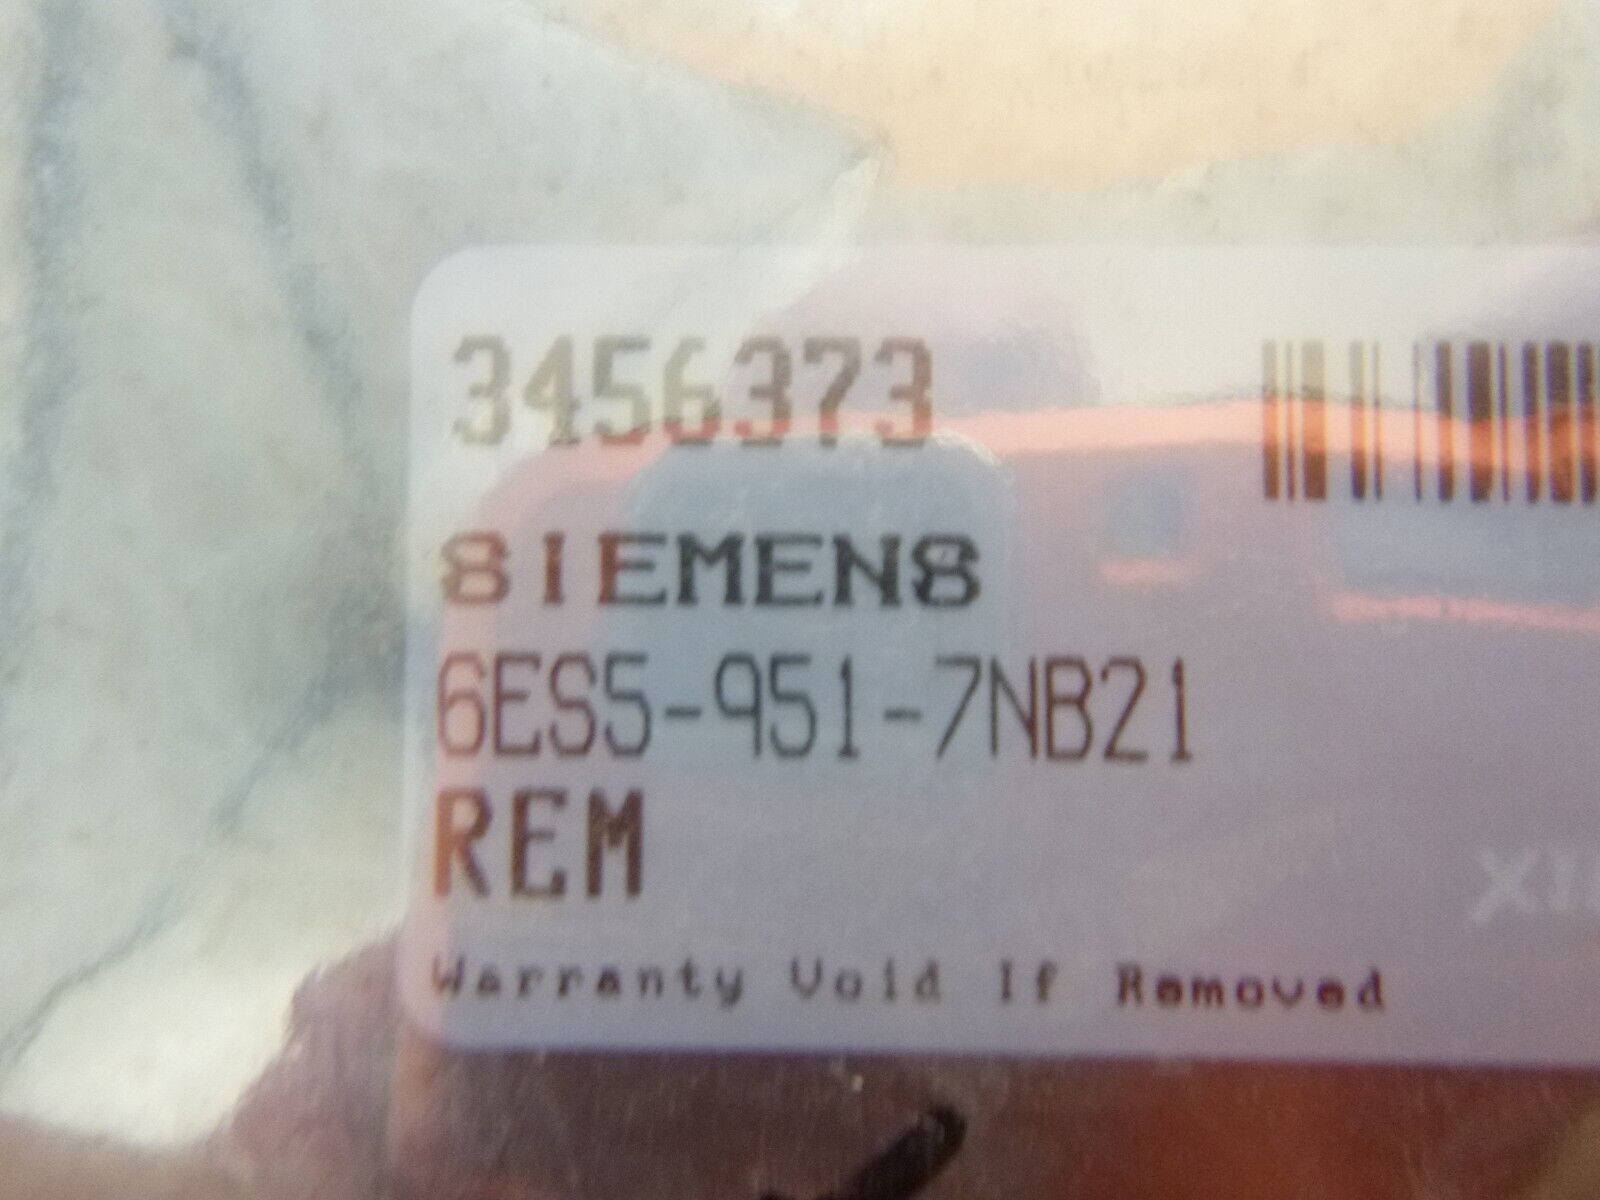 3456373
SIEMENS
6ES5-951-7NB21
REM
Warranty Void If Removed